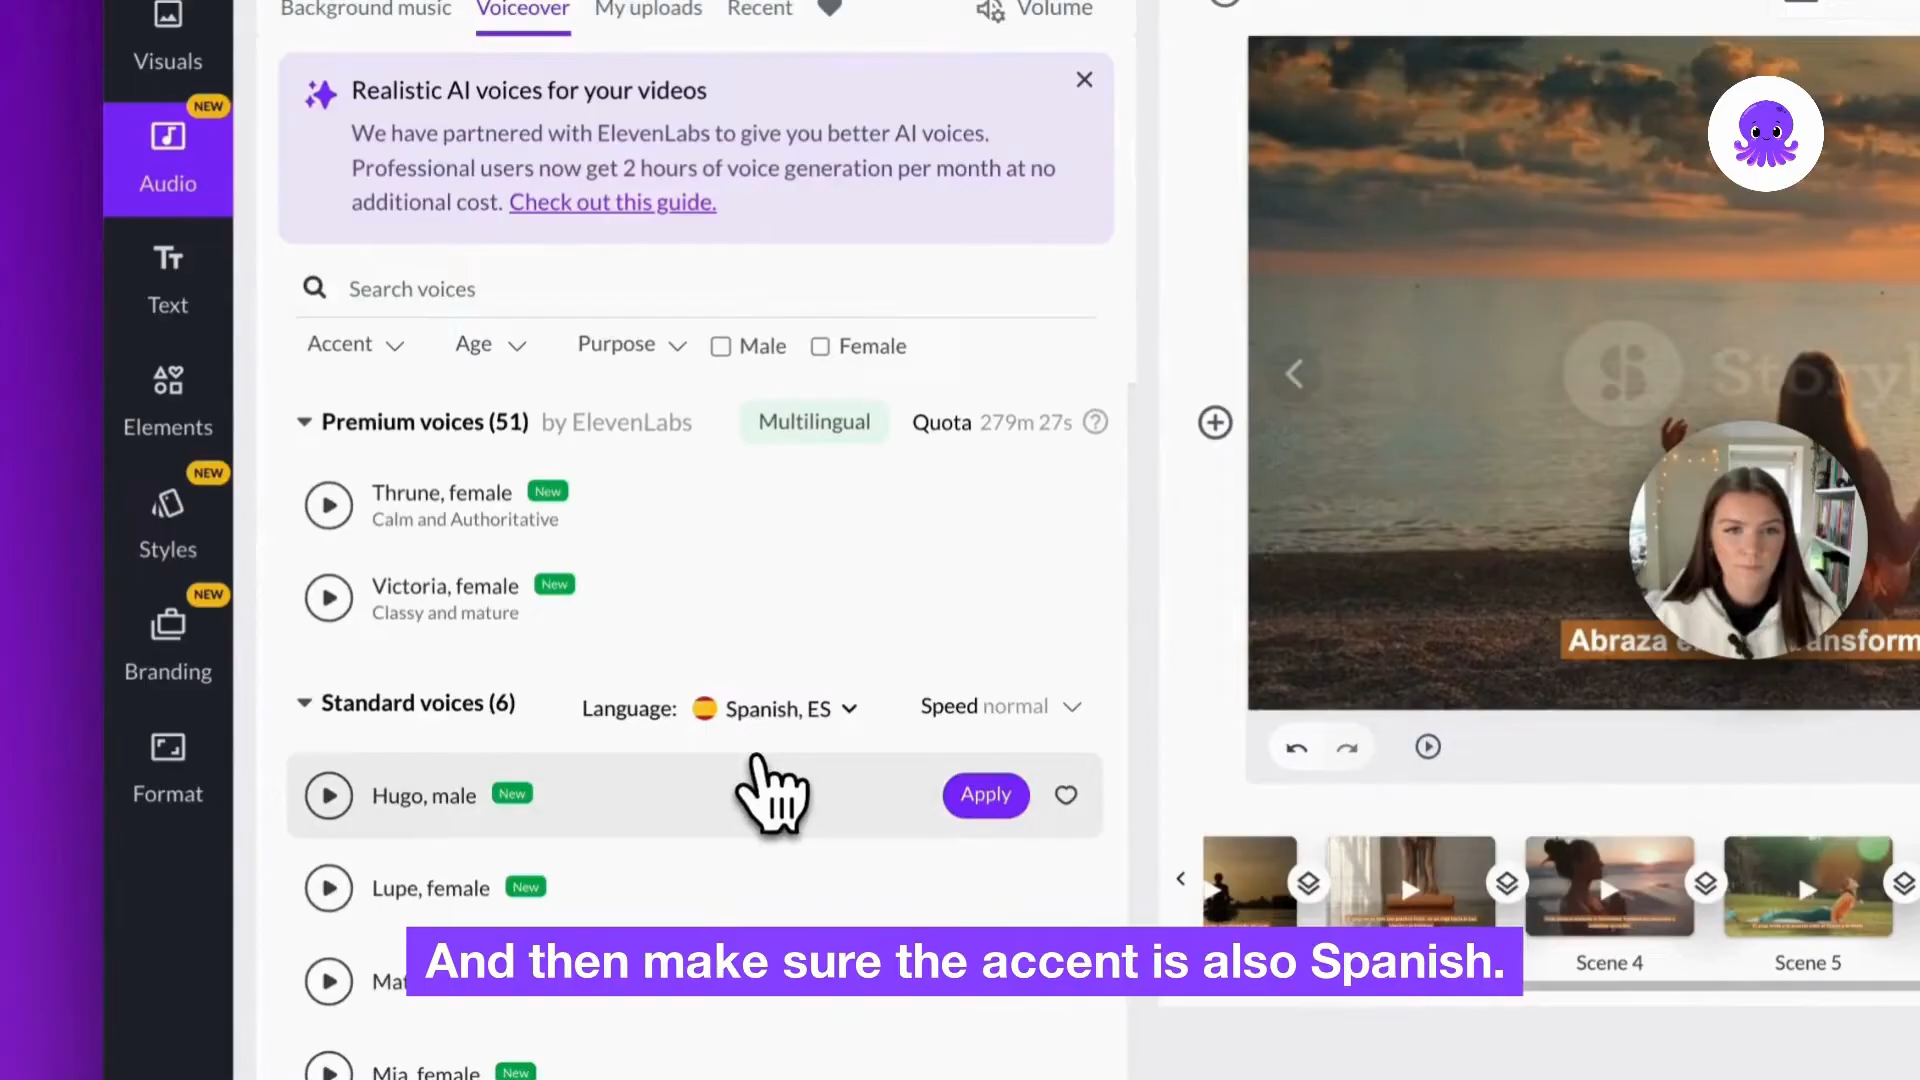 Background music Voiceover My uploads Recent Volume
Visuals
NEW
Audio
Text
Elements
NEW
Styles
NEW
Branding
Format
Realistic AI voices for your videos
We have partnered with ElevenLabs to give you better AI voices.
Professional users now get 2 hours of voice generation per month at no
additional cost. Check out this guide.
Search voices
Accent Age Purpose Male Female
Premium voices (51) by ElevenLabs Multilingual Quota 279m 27s
Thrune, female New
Calm and Authoritative
Victoria, female New
Classy and mature
Standard voices (6) Language: Spanish, ES Speed normal
Hugo, male New Apply
Lupe, female New
Mia, female New
Abraza
And then make sure the accent is also Spanish.
Scene 4 Scene 5